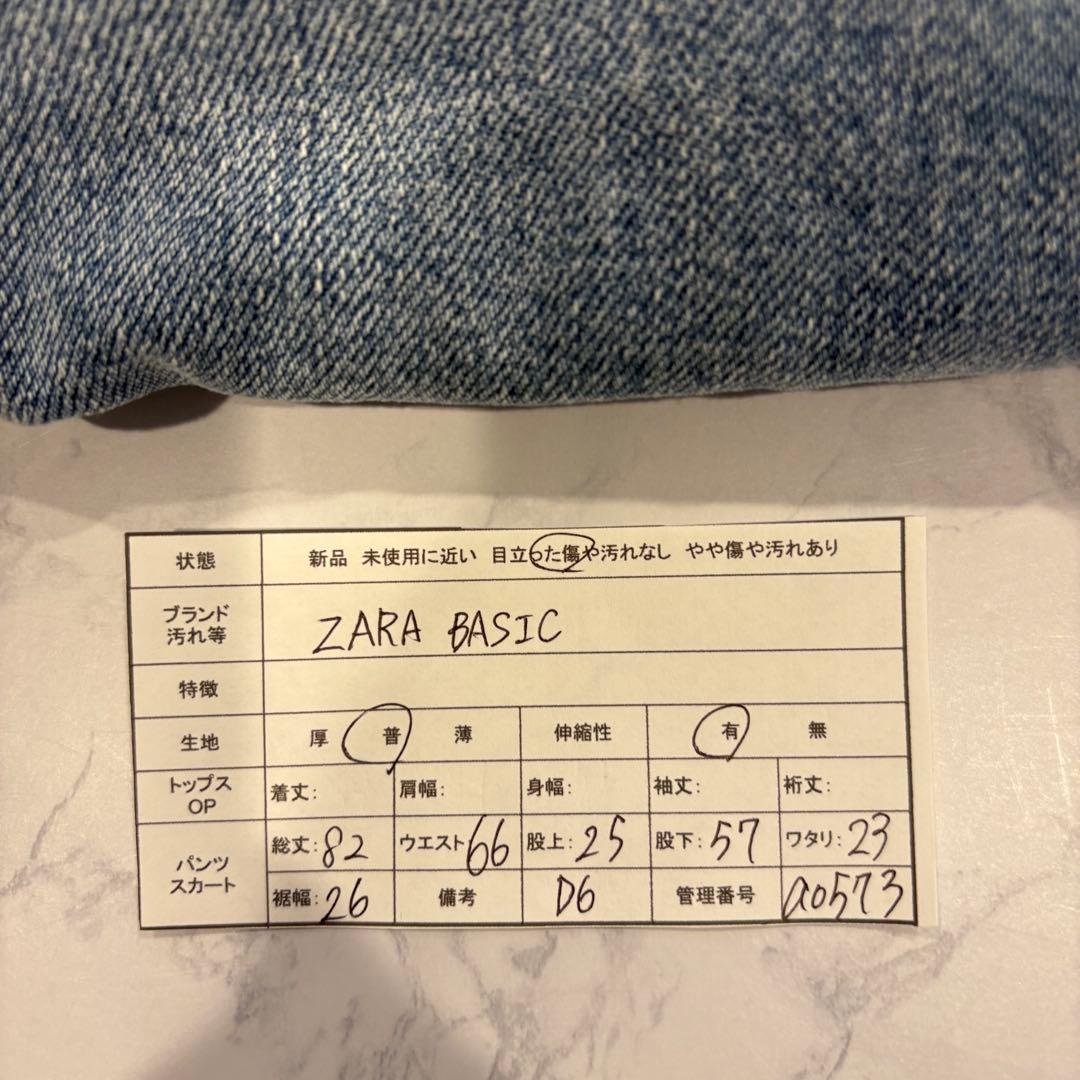 状態 新品 未使用に近い 目立った傷や汚れなし やや傷や汚れあり
ブランド
汚れ等 ZARA BASIC
特徴
生地 厚 普 薄 伸縮性 有 無
トップス
OP 着丈: 肩幅: 身幅: 袖丈: 裄丈:
パンツ
スカート 総丈:82 ウエスト66 股上:25 股下:57 ワタリ:23
裾幅:26 備考 D6 管理番号 a0573